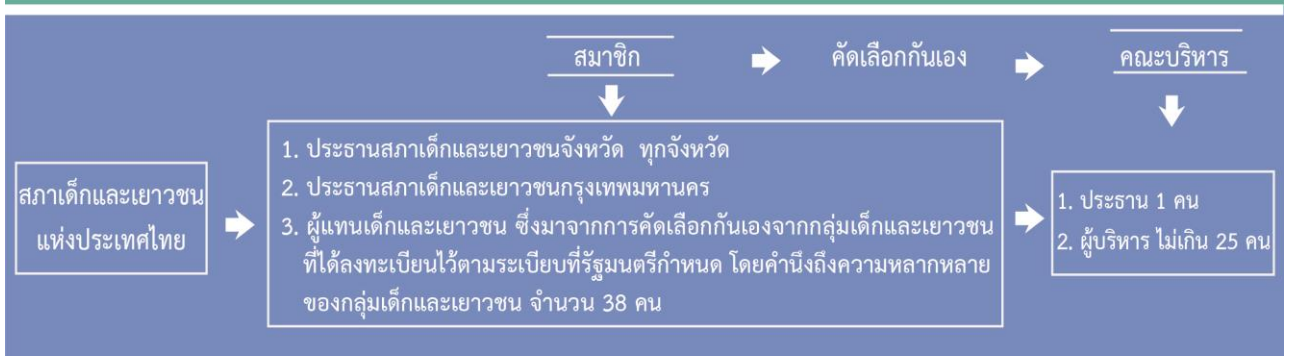 สมาชิก
คัดเลือกกันเอง
คณะบริหาร
สภาเด็กและเยาวชน
แห่งประเทศไทย
1. ประธานสภาเด็กและเยาวชนจังหวัด ทุกจังหวัด
2. ประธานสภาเด็กและเยาวชนกรุงเทพมหานคร
3. ผู้แทนเด็กและเยาวชน ซึ่งมาจากการคัดเลือกกันเองจากกลุ่มเด็กและเยาวชน
ที่ได้ลงทะเบียนไว้ตามระเบียบที่รัฐมนตรีกำหนด โดยคำนึงถึงความหลากหลาย
ของกลุ่มเด็กและเยาวชน จำนวน 38 คน
1. ประธาน 1 คน
2. ผู้บริหาร ไม่เกิน 25 คน